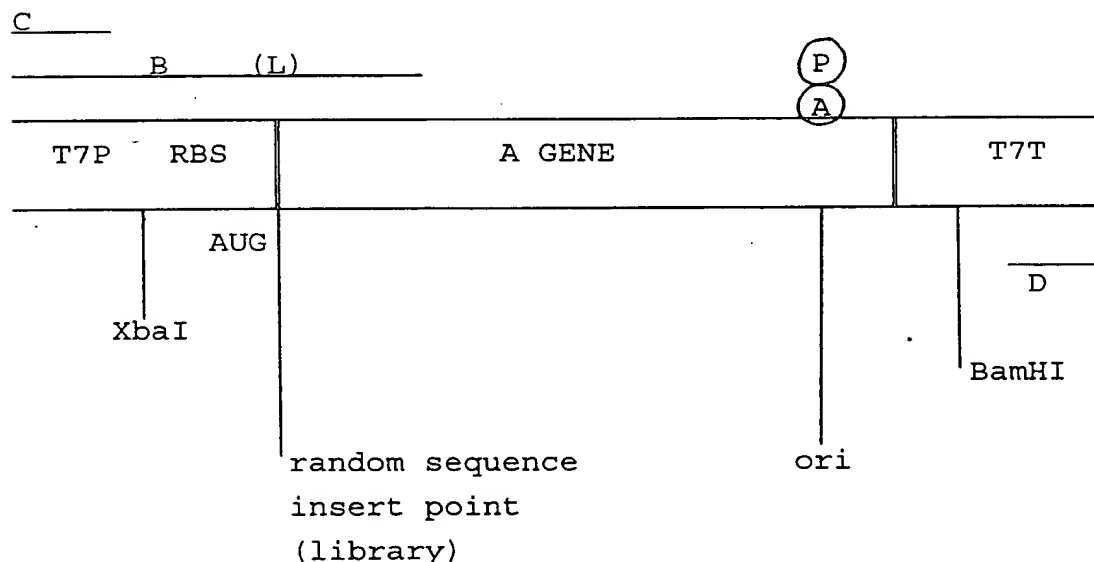 C
B (L)
P
A
T7P RBS A GENE T7T
AUG
D
XbaI
BamHI
random sequence ori
insert point
(library)